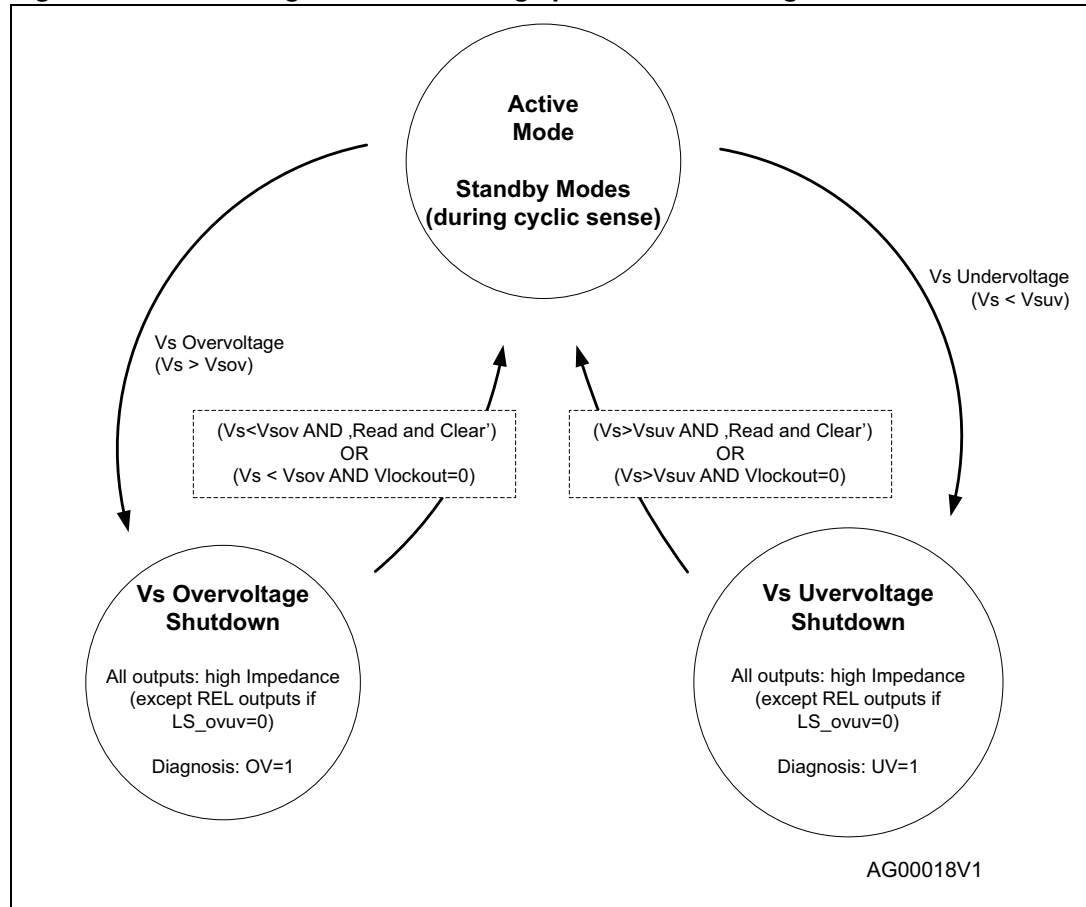 Active
Mode
Standby Modes
(during cyclic sense)
Vs Undervoltage
(Vs < Vsuv)
Vs Overvoltage
(Vs > Vsov)
(Vs<Vsov AND ‚Read and Clear’)
OR
(Vs < Vsov AND Vlockout=0)
(Vs>Vsuv AND ‚Read and Clear’)
OR
(Vs>Vsuv AND Vlockout=0)
Vs Overvoltage
Shutdown
All outputs: high Impedance
(except REL outputs if
LS_ovuv=0)
Diagnosis: OV=1
Vs Uvervoltage
Shutdown
All outputs: high Impedance
(except REL outputs if
LS_ovuv=0)
Diagnosis: UV=1
AG00018V1